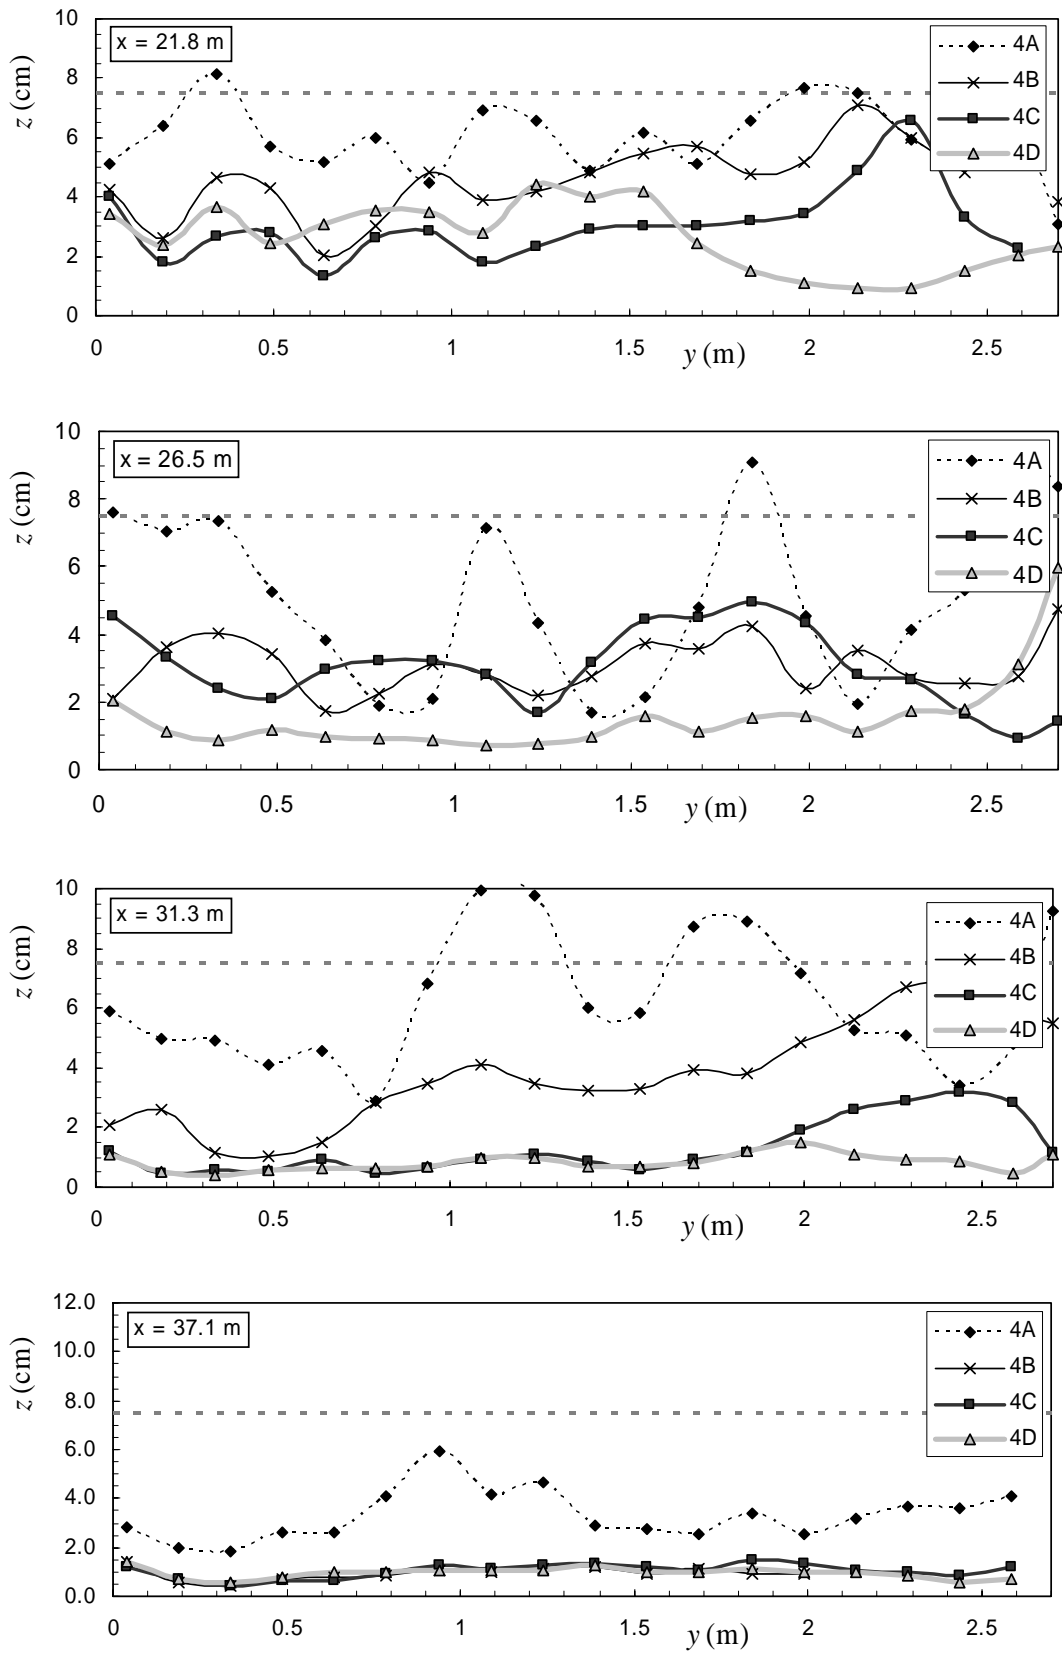 10
x = 21.8 m
4A
8
4B
z (cm)
6
4C
4D
4
2
0
0 0.5 1 1.5 2 2.5
y (m)
10
x = 26.5 m
4A
8
4B
z (cm)
6
4C
4D
4
2
0
0 0.5 1 1.5 2 2.5
y (m)
10
x = 31.3 m
4A
8
4B
z (cm)
6
4C
4D
4
2
0
0 0.5 1 1.5 2 2.5
y (m)
12.0
x = 37.1 m
4A
10.0
4B
z (cm)
8.0
4C
4D
6.0
4.0
2.0
0.0
0 0.5 1 1.5 2 2.5
y (m)